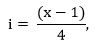 i = (x − 1)/4,